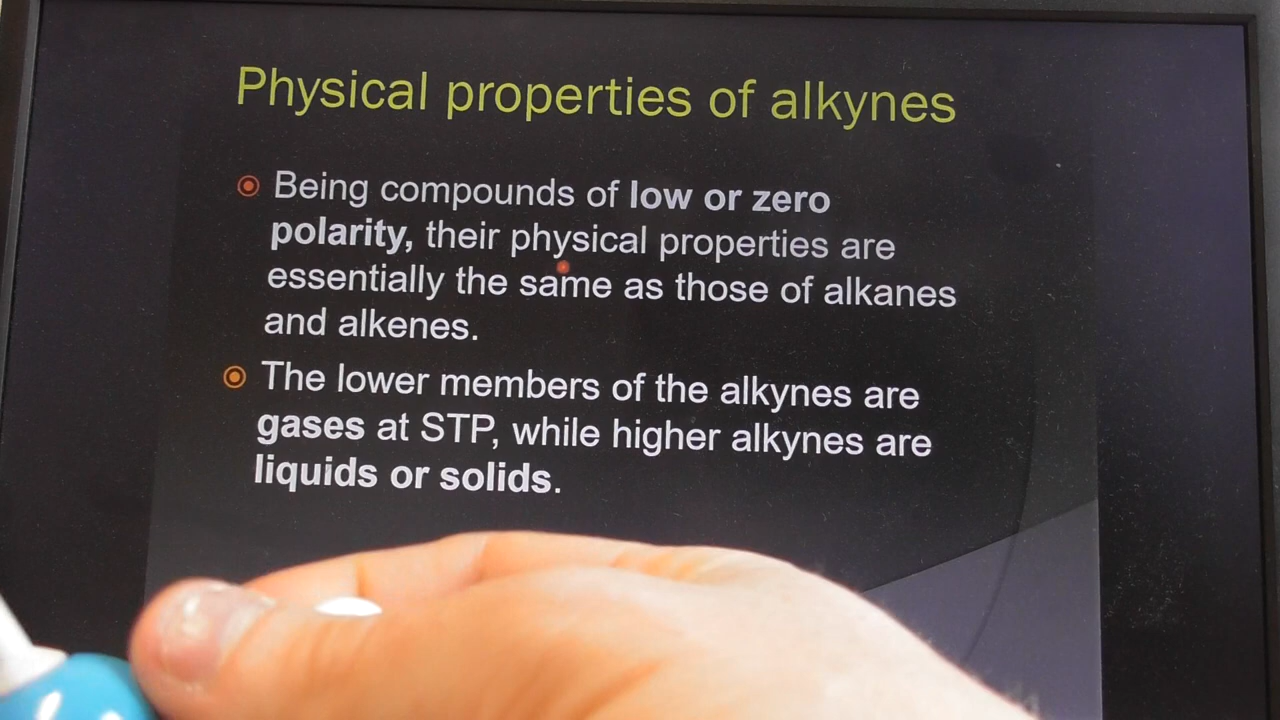 Physical properties of alkynes
Being compounds of low or zero
polarity, their physical properties are
essentially the same as those of alkanes
and alkenes.
The lower members of the alkynes are
gases at STP, while higher alkynes are
liquids or solids.